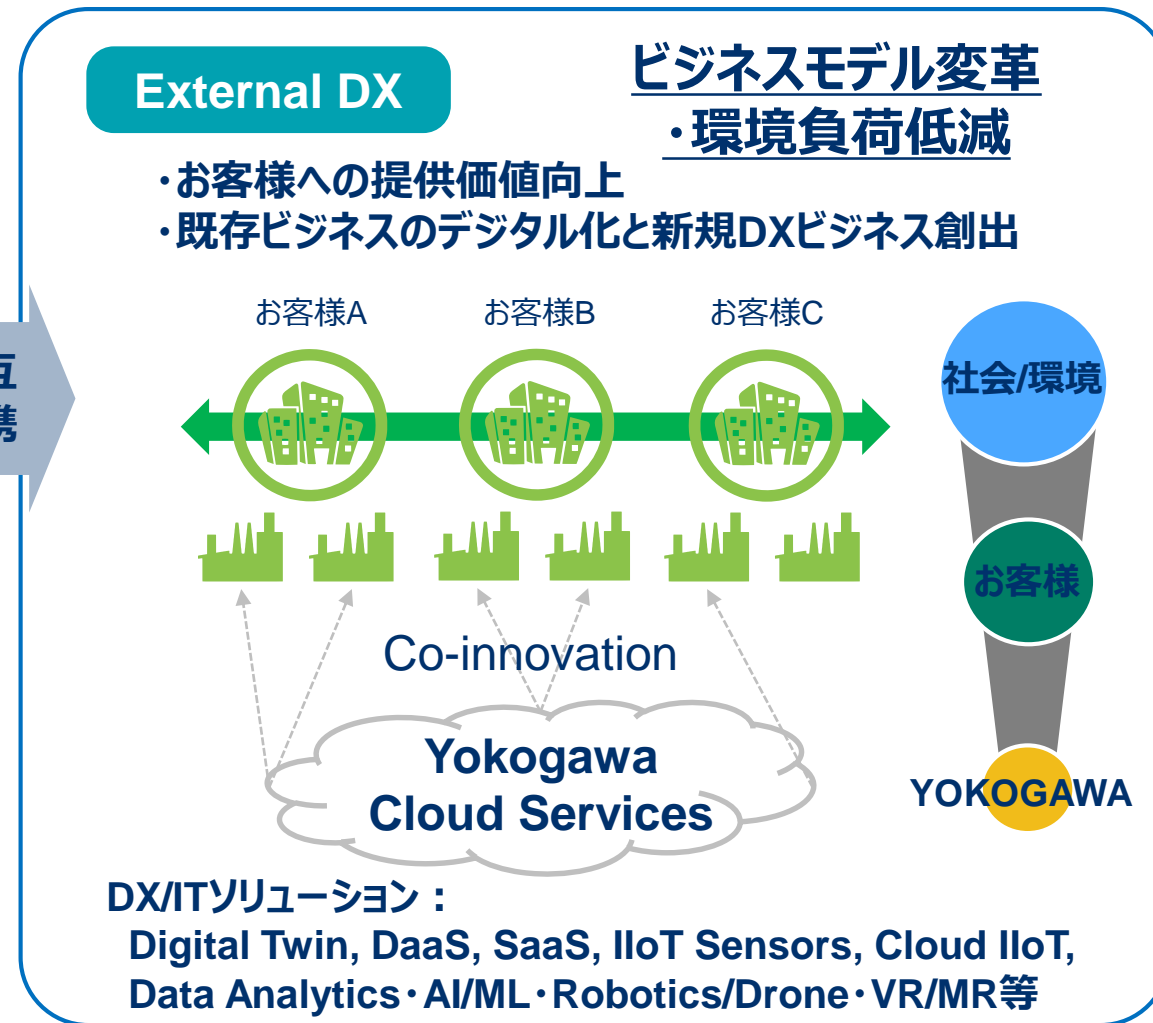 External DX
ビジネスモデル変革
・環境負荷低減
・お客様への提供価値向上
・既存ビジネスのデジタル化と新規DXビジネス創出
お客様A
お客様B
お客様C
携
社会/環境
お客様
YOKOGAWA
Co-innovation
Yokogawa
Cloud Services
DX/ITソリューション：
Digital Twin, DaaS, SaaS, IIoT Sensors, Cloud IIoT,
Data Analytics・AI/ML・Robotics/Drone・VR/MR等